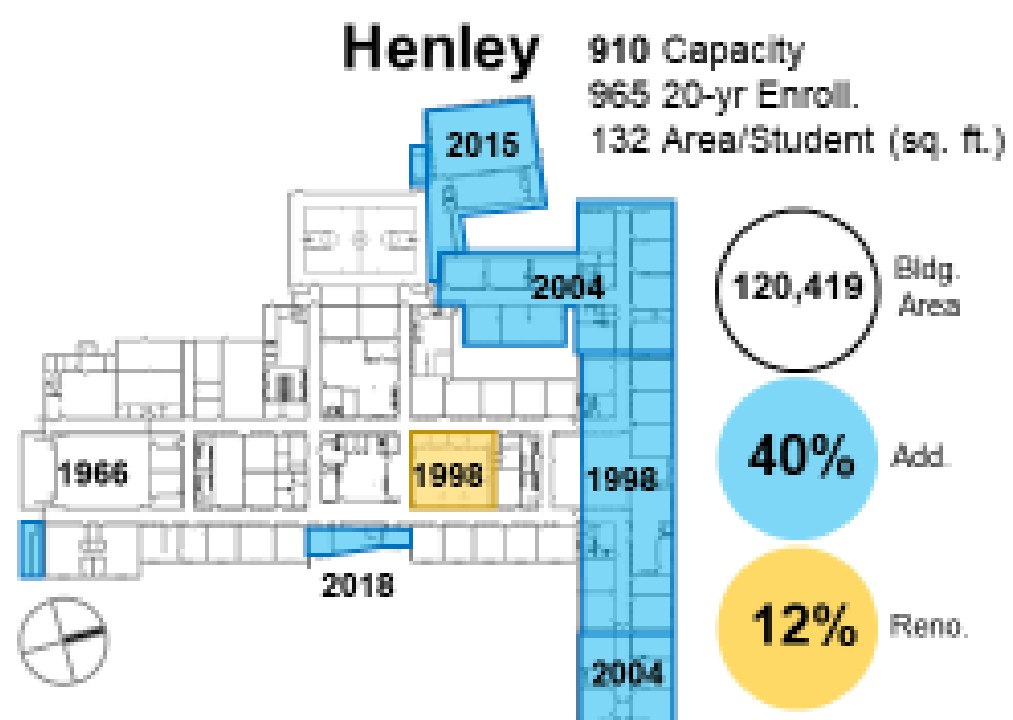 Henley
910 Capacity
965 20-yr Enroll.
132 Area/Student (sq. ft.)
2015
2004
120,419
Bldg.
Area
40%
Add.
1966
1998
1998
2018
12%
Reno.
2004